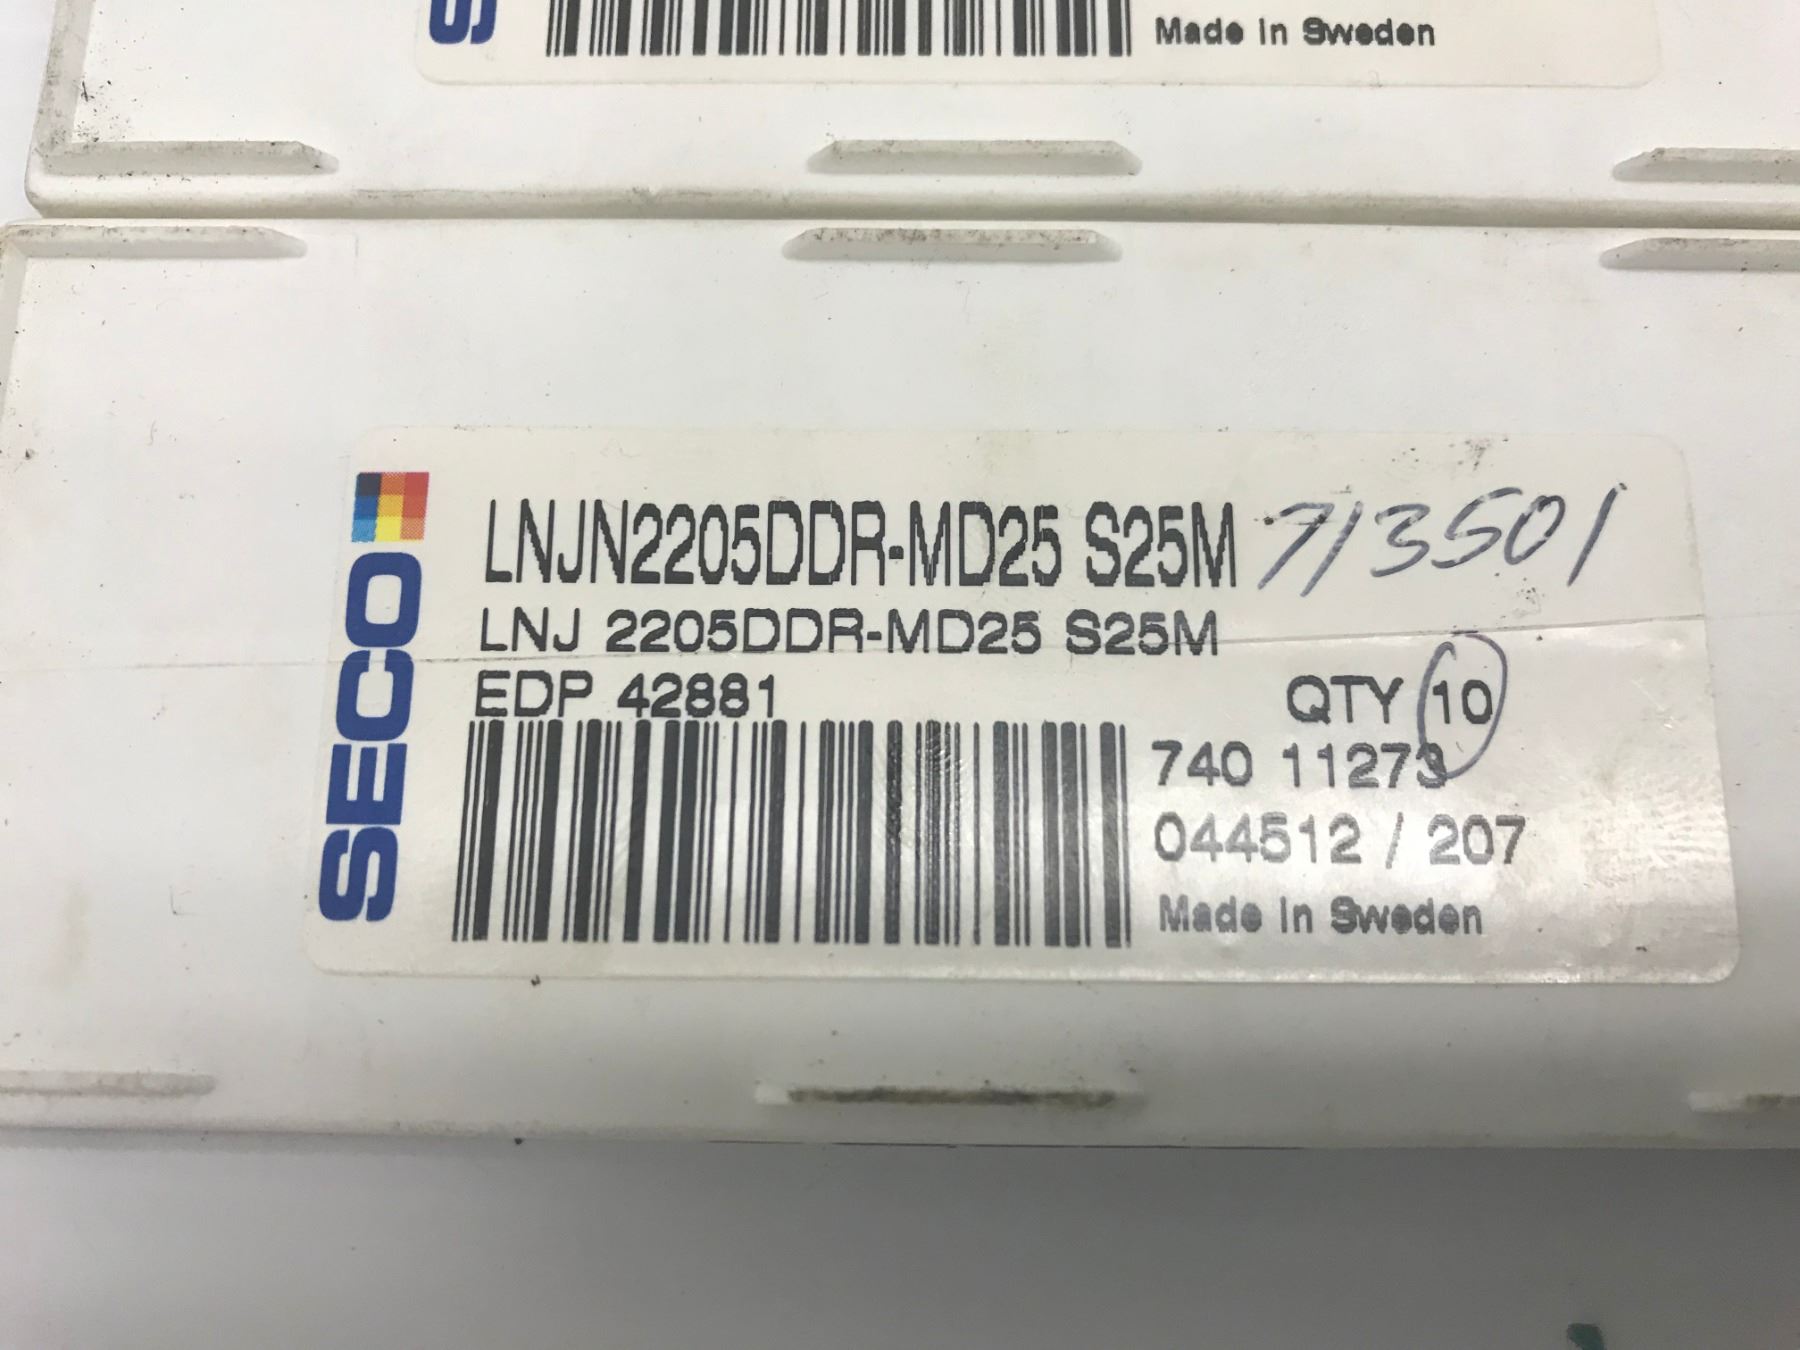 Made in Sweden
SECO
LNJN2205DDR-MD25 S25M 713501
LNJ 2205DDR-MD25 S25M
EDP 42881 QTY 10
740 11273
044512 / 207
Made in Sweden